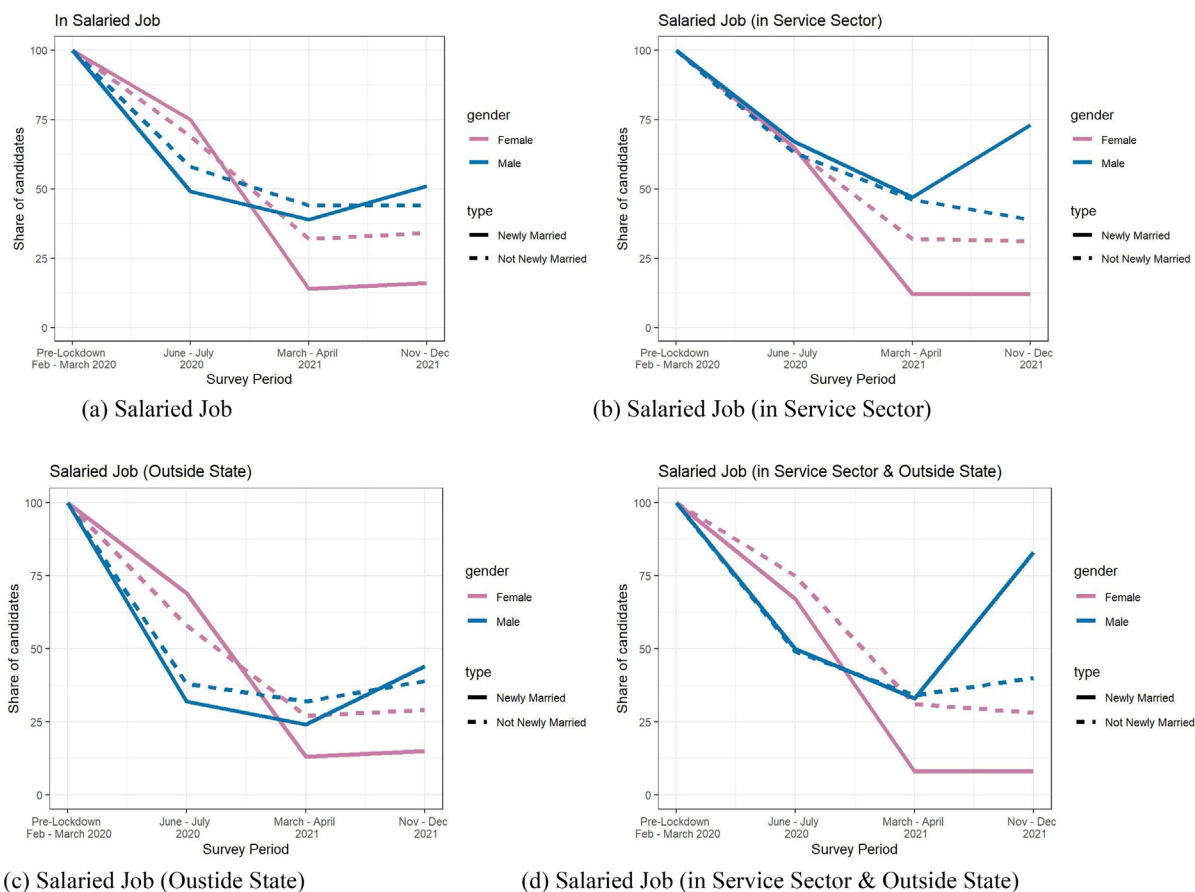 In Salaried Job
Share of candidates
100
75
50
25
0
Pre-Lockdown
Feb - March 2020
June - July
2020
March - April
2021
Nov - Dec
2021
Survey Period
gender
Female
Male
type
Newly Married
Not Newly Married
(a) Salaried Job
Salaried Job (in Service Sector)
Share of candidates
100
75
50
25
0
Pre-Lockdown
Feb - March 2020
June - July
2020
March - April
2021
Nov - Dec
2021
Survey Period
gender
Female
Male
type
Newly Married
Not Newly Married
(b) Salaried Job (in Service Sector)
Salaried Job (Outside State)
Share of candidates
100
75
50
25
0
Pre-Lockdown
Feb - March 2020
June - July
2020
March - April
2021
Nov - Dec
2021
Survey Period
gender
Female
Male
type
Newly Married
Not Newly Married
(c) Salaried Job (Oustide State)
Salaried Job (in Service Sector & Outside State)
Share of candidates
100
75
50
25
0
Pre-Lockdown
Feb - March 2020
June - July
2020
March - April
2021
Nov - Dec
2021
Survey Period
gender
Female
Male
type
Newly Married
Not Newly Married
(d) Salaried Job (in Service Sector & Outside State)